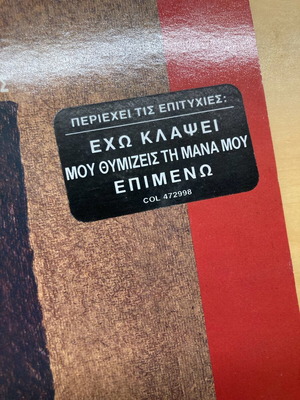 ΠΕΡΙΕΧΕΙ ΤΙΣ ΕΠΙΤΥΧΙΕΣ:
ΕΧΩ ΚΛΑΨΕΙ
ΜΟΥ ΘΥΜΙΖΕΙΣ ΤΗ ΜΑΝΑ ΜΟΥ
ΕΠΙΜΕΝΩ
COL 472998